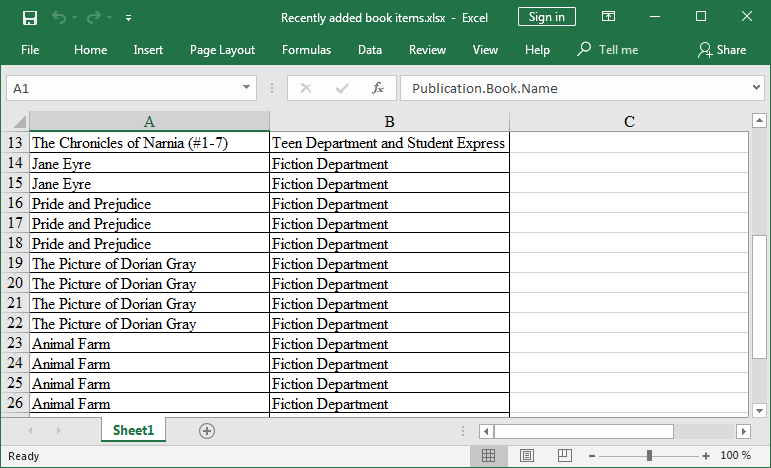 Recently added book items.xlsx - Excel
Sign in
File Home Insert Page Layout Formulas Data Review View Help Tell me Share
A1 fx Publication.Book.Name
A B C
13 The Chronicles of Narnia (#1-7) Teen Department and Student Express
14 Jane Eyre Fiction Department
15 Jane Eyre Fiction Department
16 Pride and Prejudice Fiction Department
17 Pride and Prejudice Fiction Department
18 Pride and Prejudice Fiction Department
19 The Picture of Dorian Gray Fiction Department
20 The Picture of Dorian Gray Fiction Department
21 The Picture of Dorian Gray Fiction Department
22 The Picture of Dorian Gray Fiction Department
23 Animal Farm Fiction Department
24 Animal Farm Fiction Department
25 Animal Farm Fiction Department
26 Animal Farm Fiction Department
Sheet1
Ready 100 %